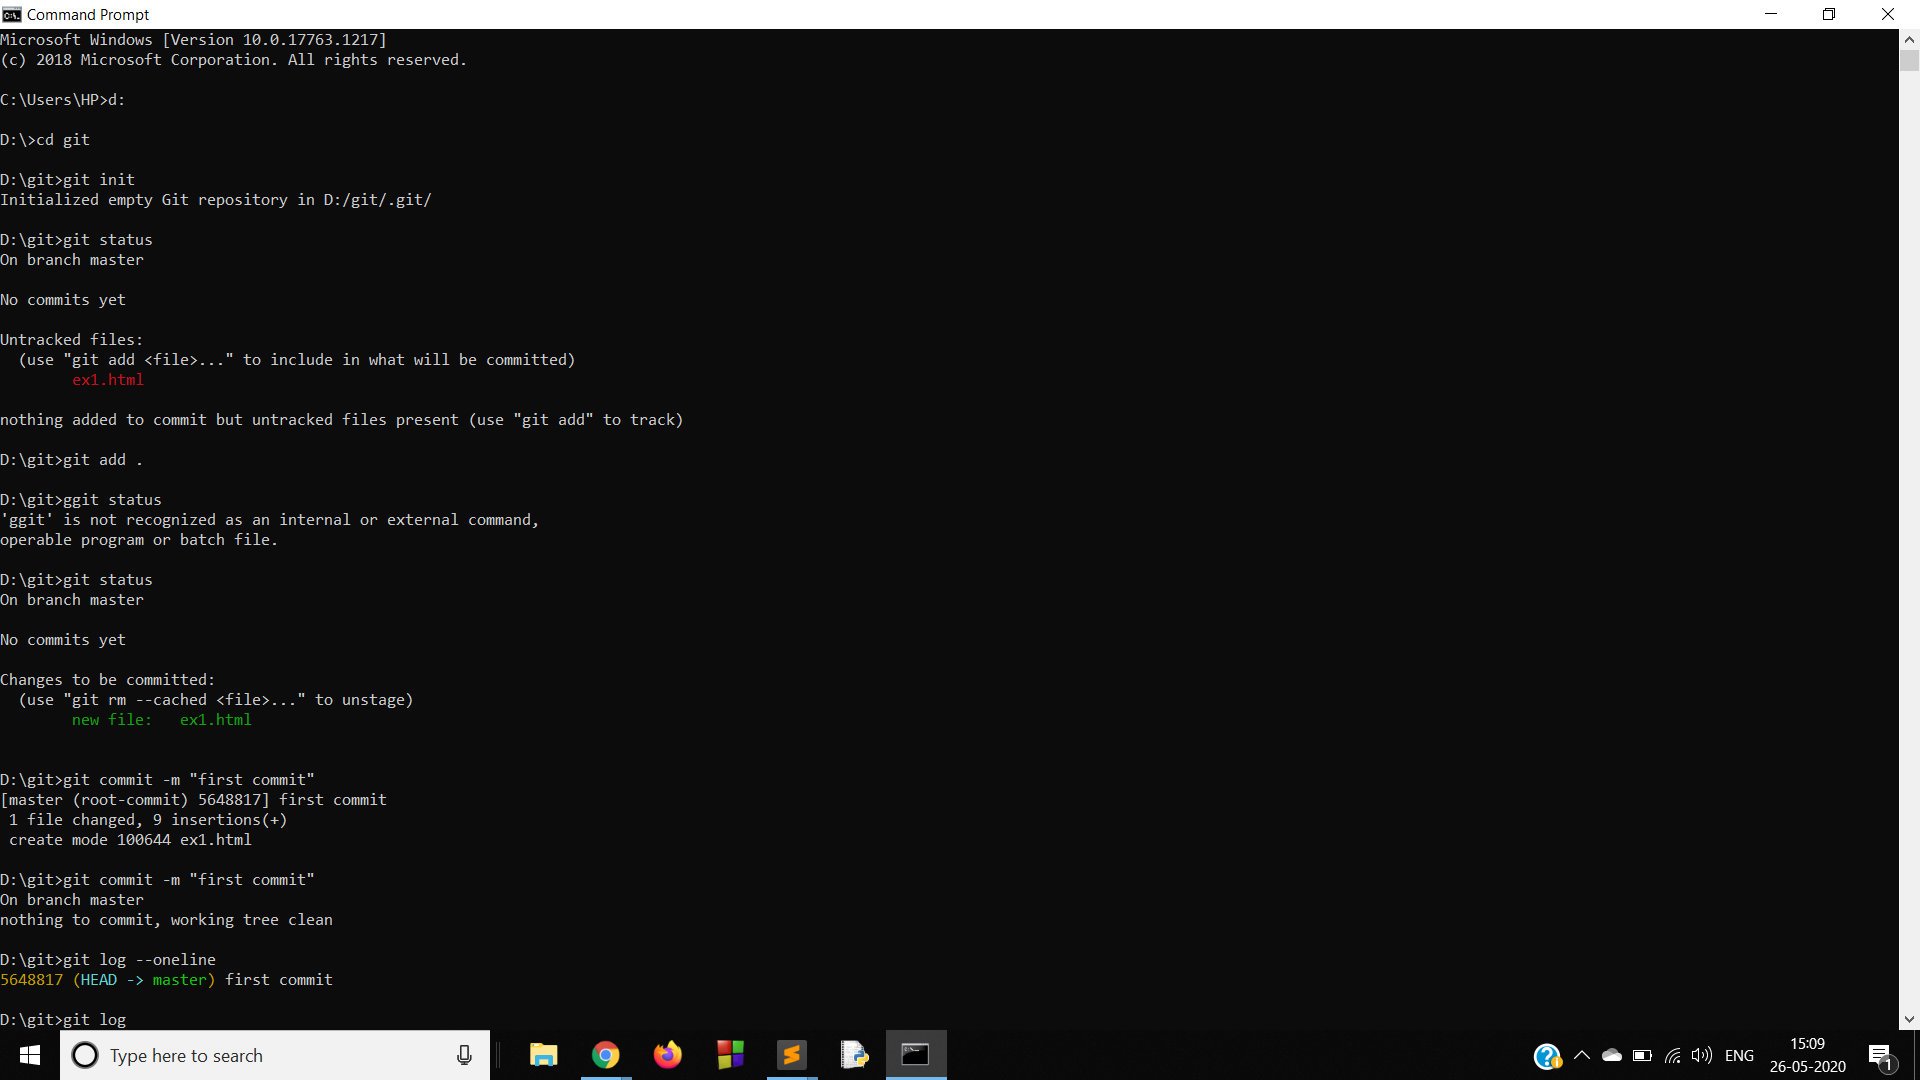 Command Prompt
Microsoft Windows [Version 10.0.17763.1217]
(c) 2018 Microsoft Corporation. All rights reserved.
C:\Users\HP>d:
D:\>cd git
D:\git>git init
Initialized empty Git repository in D:/git/.git/
D:\git>git status
On branch master
No commits yet
Untracked files:
  (use "git add <file>..." to include in what will be committed)
        ex1.html
nothing added to commit but untracked files present (use "git add" to track)
D:\git>git add .
D:\git>ggit status
'ggit' is not recognized as an internal or external command,
operable program or batch file.
D:\git>git status
On branch master
No commits yet
Changes to be committed:
  (use "git rm --cached <file>..." to unstage)
        new file:   ex1.html
D:\git>git commit -m "first commit"
[master (root-commit) 5648817] first commit
 1 file changed, 9 insertions(+)
 create mode 100644 ex1.html
D:\git>git commit -m "first commit"
On branch master
nothing to commit, working tree clean
D:\git>git log --oneline
5648817 (HEAD -> master) first commit
D:\git>git log
Type here to search
ENG
15:09
26-05-2020
1